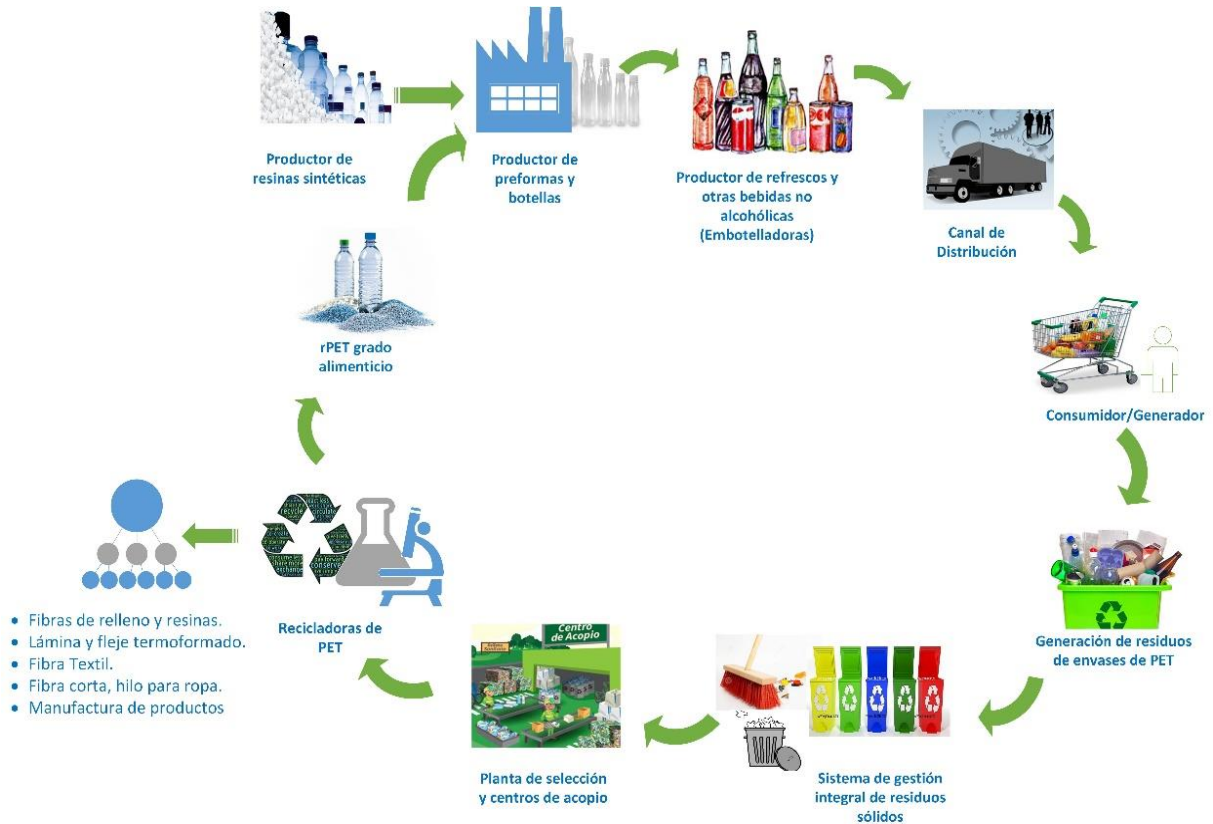 Productor de
resinas sintéticas
Productor de
preformas y
botellas
Productor de refrescos y
otras bebidas no
alcohólicas
(Embotelladoras)
Canal de
Distribución
Consumidor/Generador
Generación de residuos
de envases de PET
Sistema de gestión
integral de residuos
sólidos
Centro
de Acopio
Planta de selección
y centros de acopio
recycle
conserve
Recicladoras de
PET
• Fibras de relleno y resinas.
• Lámina y fleje termoformado.
• Fibra Textil.
• Fibra corta, hilo para ropa.
• Manufactura de productos
rPET grado
alimenticio